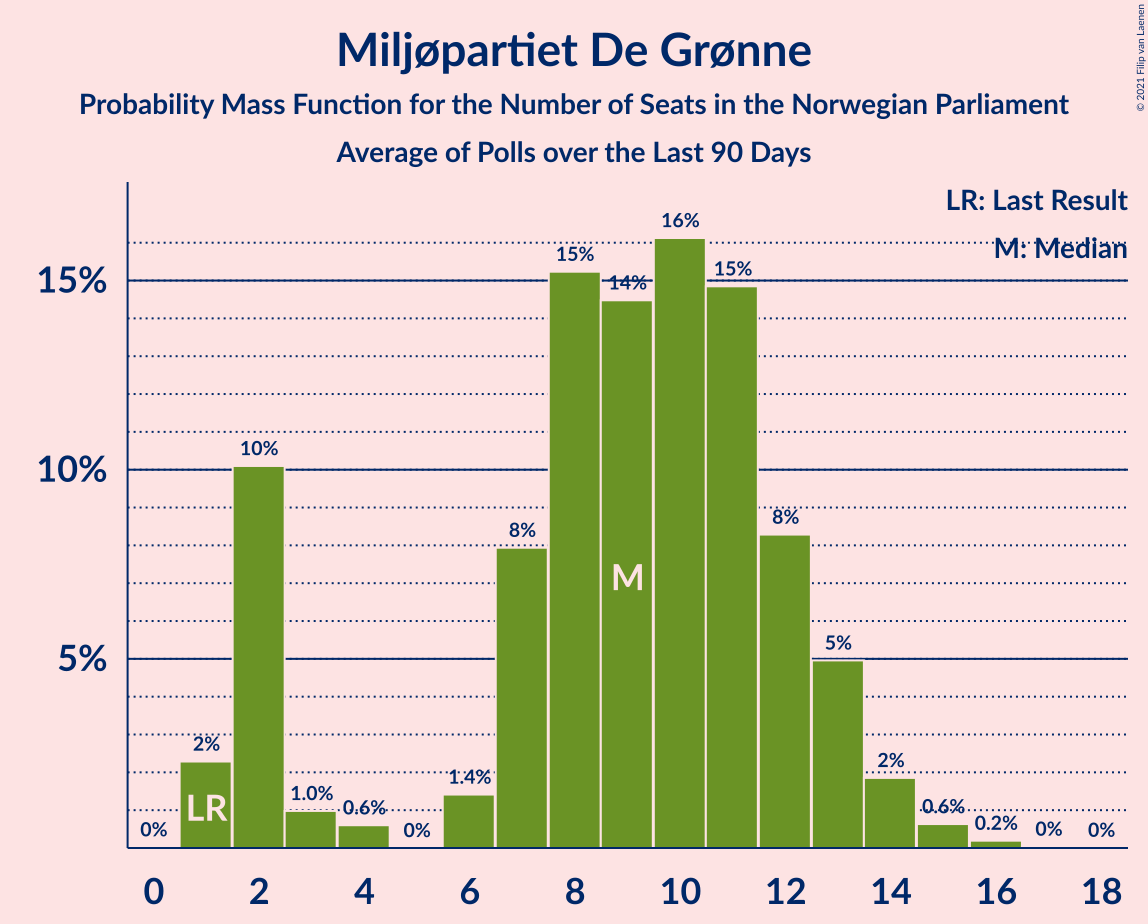 Miljøpartiet De Grønne
Probability Mass Function for the Number of Seats in the Norwegian Parliament
Average of Polls over the Last 90 Days
© 2021 Filip van Laenen
LR: Last Result
M: Median
15%
10%
5%
0%
2%
10%
1.0%
0.6%
0%
1.4%
8%
15%
14%
16%
15%
8%
5%
2%
0.6%
0.2%
0%
0%
LR
M
0 2 4 6 8 10 12 14 16 18